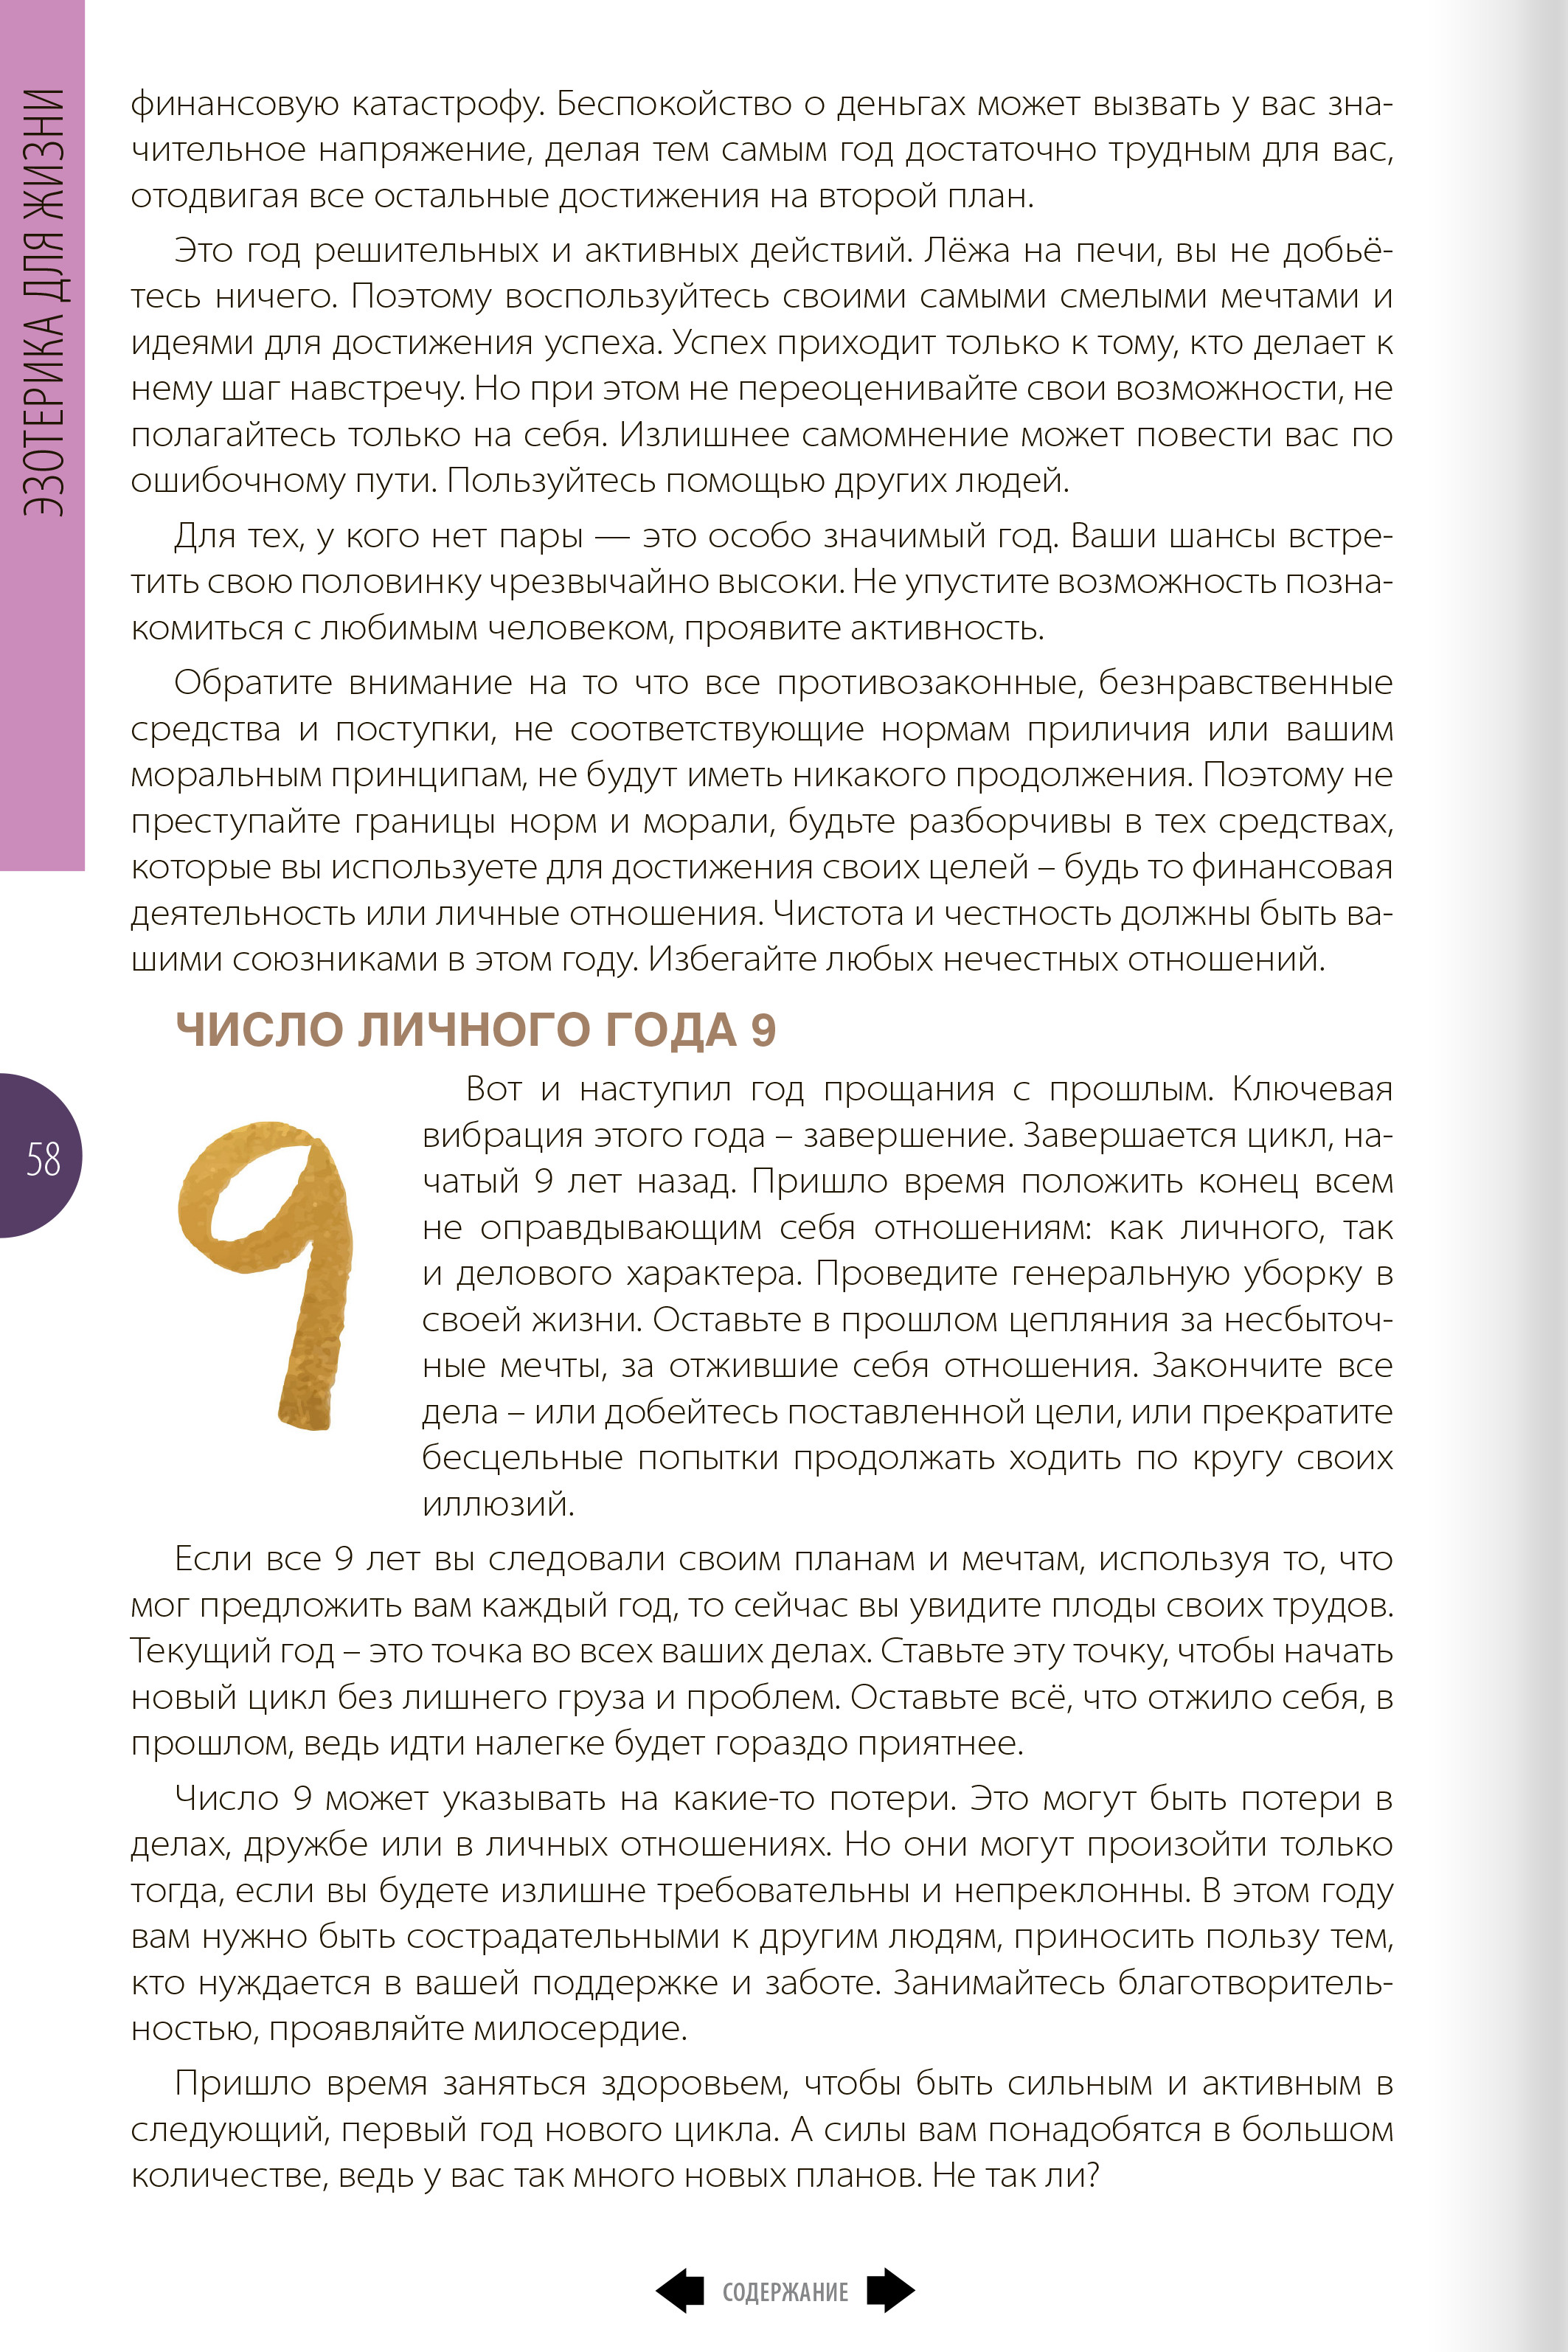 ЭЗОТЕРИКА ДЛЯ ЖИЗНИ
финансовую катастрофу. Беспокойство о деньгах может вызвать у вас зна-
чительное напряжение, делая тем самым год достаточно трудным для вас,
отодвигая все остальные достижения на второй план.
Это год решительных и активных действий. Лёжа на печи, вы не добьё-
тесь ничего. Поэтому воспользуйтесь своими самыми смелыми мечтами и
идеями для достижения успеха. Успех приходит только к тому, кто делает к
нему шаг навстречу. Но при этом не переоценивайте свои возможности, не
полагайтесь только на себя. Излишнее самомнение может повести вас по
ошибочному пути. Пользуйтесь помощью других людей.
Для тех, у кого нет пары — это особо значимый год. Ваши шансы встре-
тить свою половинку чрезвычайно высоки. Не упустите возможность позна-
комиться с любимым человеком, проявите активность.
Обратите внимание на то что все противозаконные, безнравственные
средства и поступки, не соответствующие нормам приличия или вашим
моральным принципам, не будут иметь никакого продолжения. Поэтому не
преступайте границы норм и морали, будьте разборчивы в тех средствах,
которые вы используете для достижения своих целей – будь то финансовая
деятельность или личные отношения. Чистота и честность должны быть ва-
шими союзниками в этом году. Избегайте любых нечестных отношений.
ЧИСЛО ЛИЧНОГО ГОДА 9
9
Вот и наступил год прощания с прошлым. Ключевая
вибрация этого года – завершение. Завершается цикл, на-
чатый 9 лет назад. Пришло время положить конец всем
не оправдывающим себя отношениям: как личного, так
и делового характера. Проведите генеральную уборку в
своей жизни. Оставьте в прошлом цепляния за несбыточ-
ные мечты, за отжившие себя отношения. Закончите все
дела – или добейтесь поставленной цели, или прекратите
бесцельные попытки продолжать ходить по кругу своих
иллюзий.
Если все 9 лет вы следовали своим планам и мечтам, используя то, что
мог предложить вам каждый год, то сейчас вы увидите плоды своих трудов.
Текущий год – это точка во всех ваших делах. Ставьте эту точку, чтобы начать
новый цикл без лишнего груза и проблем. Оставьте всё, что отжило себя, в
прошлом, ведь идти налегке будет гораздо приятнее.
Число 9 может указывать на какие-то потери. Это могут быть потери в
делах, дружбе или в личных отношениях. Но они могут произойти только
тогда, если вы будете излишне требовательны и непреклонны. В этом году
вам нужно быть сострадательными к другим людям, приносить пользу тем,
кто нуждается в вашей поддержке и заботе. Занимайтесь благотворитель-
ностью, проявляйте милосердие.
Пришло время заняться здоровьем, чтобы быть сильным и активным в
следующий, первый год нового цикла. А силы вам понадобятся в большом
количестве, ведь у вас так много новых планов. Не так ли?
58
СОДЕРЖАНИЕ